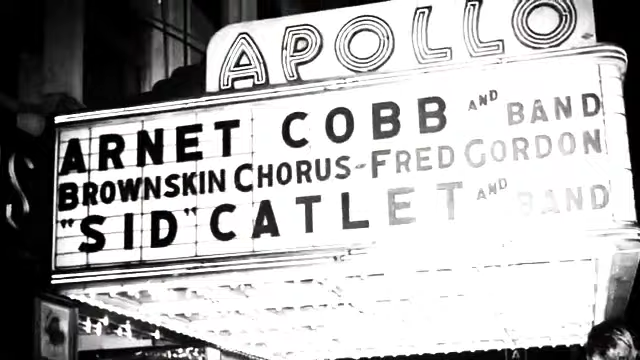 APOLLO
ARNET COBB AND BAND
BROWNSKIN CHORUS-FRED GORDON
"SID" CATLET AND BAND